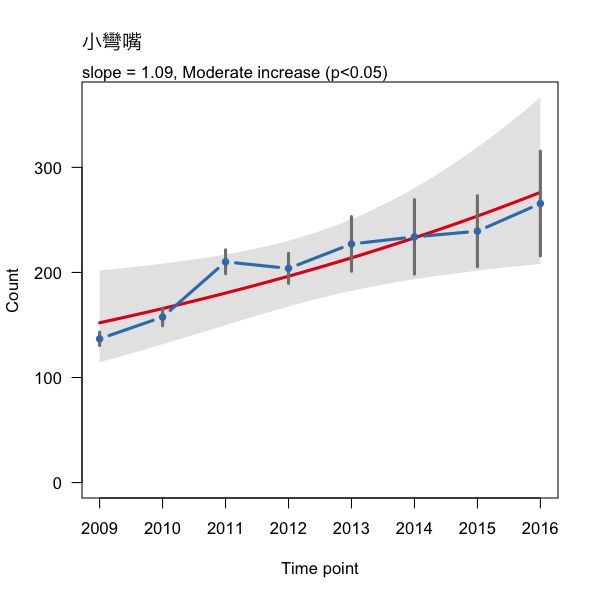 小彎嘴
slope = 1.09, Moderate increase (p<0.05)
Count
300
200
100
0
2009 2010 2011 2012 2013 2014 2015 2016
Time point